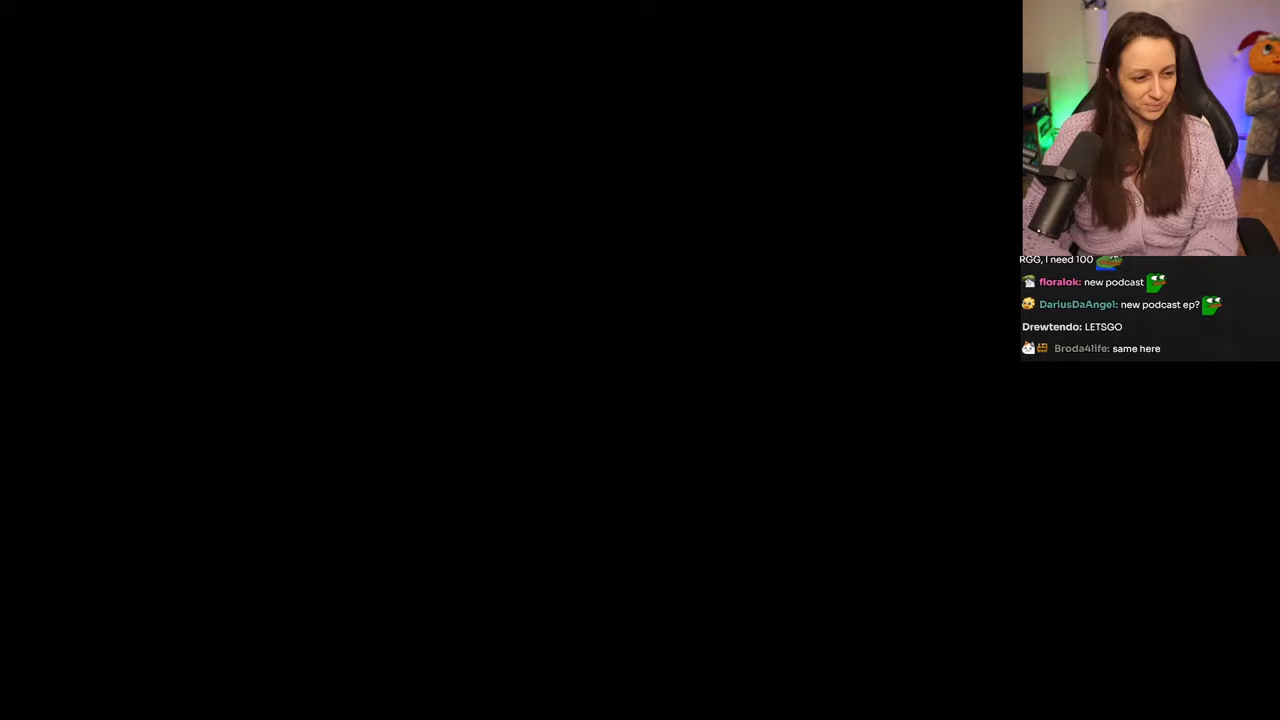 RGG, I need 100
floralok: new podcast
DariusDaAngel: new podcast ep?
Drewtendo: LETSGO
Broda4life: same here